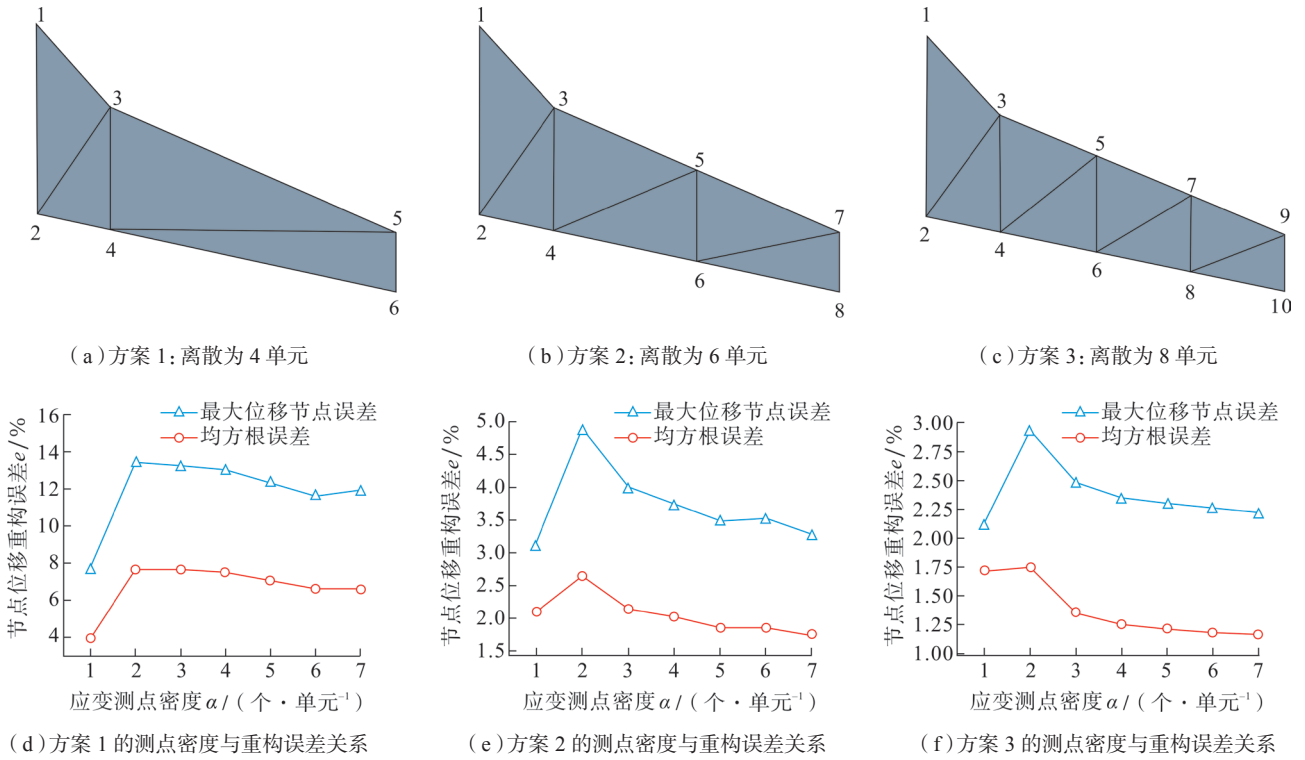 1
3
2
4
5
6
(a)方案 1:离散为 4 单元
1
3
5
7
2
4
6
8
(b)方案 2:离散为 6 单元
1
3
5
7
9
2
4
6
8
10
(c)方案 3:离散为 8 单元
节点位移重构误差e/%
16
14
12
10
8
6
4
最大位移节点误差
均方根误差
1 2 3 4 5 6 7
应变测点密度α/(个·单元⁻¹)
(d)方案 1 的测点密度与重构误差关系
节点位移重构误差e/%
5.0
4.5
4.0
3.5
3.0
2.5
2.0
1.5
最大位移节点误差
均方根误差
1 2 3 4 5 6 7
应变测点密度α/(个·单元⁻¹)
(e)方案 2 的测点密度与重构误差关系
节点位移重构误差e/%
3.00
2.75
2.50
2.25
2.00
1.75
1.50
1.25
1.00
最大位移节点误差
均方根误差
1 2 3 4 5 6 7
应变测点密度α/(个·单元⁻¹)
(f)方案 3 的测点密度与重构误差关系